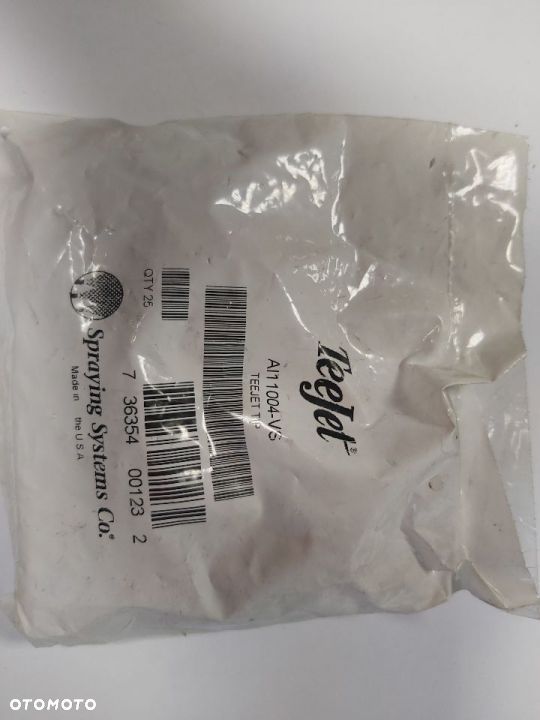 TeeJet®
AI11004-VS
TEEJET TIP
QTY 25
7 36354 00123 2
Spraying Systems Co.®
Made in the U.S.A.
OTOMOTO